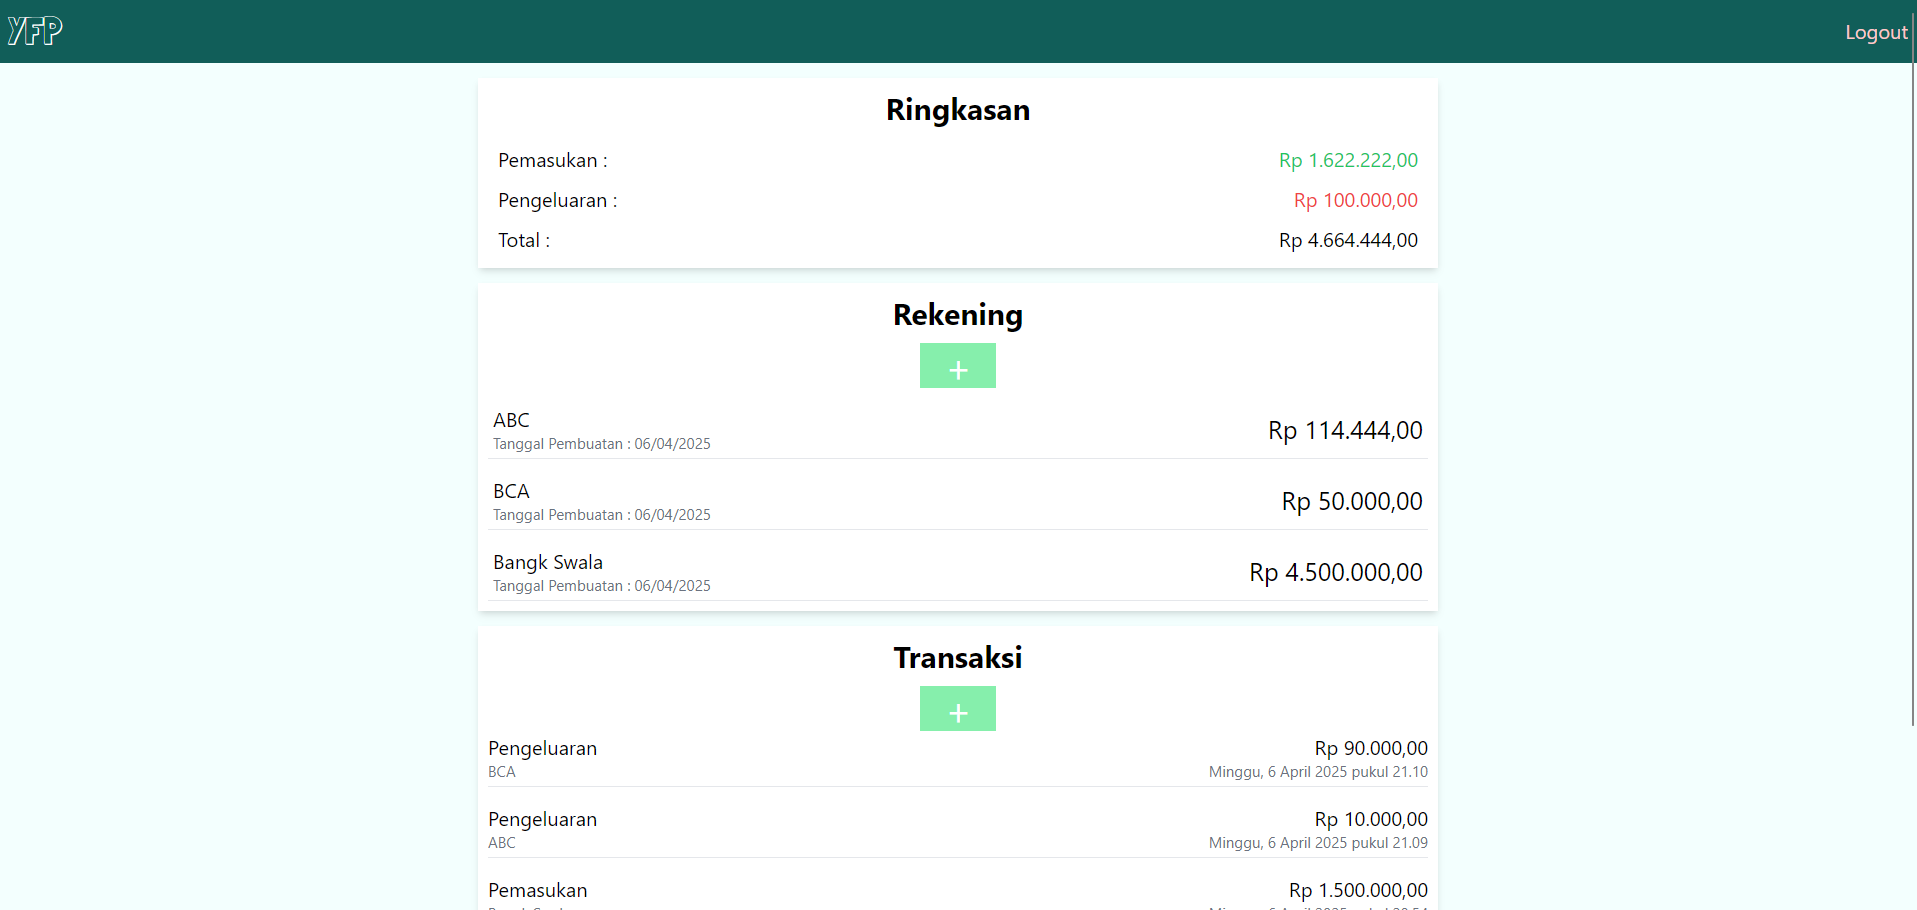 YFP
Logout
Ringkasan
Pemasukan : Rp 1.622.222,00
Pengeluaran : Rp 100.000,00
Total : Rp 4.664.444,00
Rekening
+
ABC
Tanggal Pembuatan : 06/04/2025
Rp 114.444,00
BCA
Tanggal Pembuatan : 06/04/2025
Rp 50.000,00
Bangk Swala
Tanggal Pembuatan : 06/04/2025
Rp 4.500.000,00
Transaksi
+
Pengeluaran Rp 90.000,00
BCA Minggu, 6 April 2025 pukul 21.10
Pengeluaran Rp 10.000,00
ABC Minggu, 6 April 2025 pukul 21.09
Pemasukan Rp 1.500.000,00